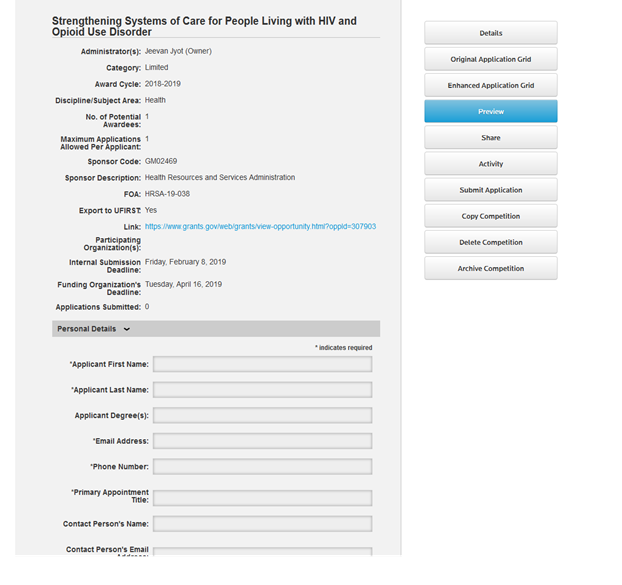 Strengthening Systems of Care for People Living with HIV and
Opioid Use Disorder
Administrator(s): Jeevan Jyot (Owner)
Category: Limited
Award Cycle: 2018-2019
Discipline/Subject Area: Health
No. of Potential
Awardees: 1
Maximum Applications
Allowed Per Applicant: 1
Sponsor Code: GM02469
Sponsor Description: Health Resources and Services Administration
FOA: HRSA-19-038
Export to UFIRST: Yes
Link: https://www.grants.gov/web/grants/view-opportunity.html?oppId=307903
Participating
Organization(s):
Internal Submission
Deadline: Friday, February 8, 2019
Funding Organization's
Deadline: Tuesday, April 16, 2019
Applications Submitted: 0
Personal Details
* indicates required
*Applicant First Name:
*Applicant Last Name:
Applicant Degree(s):
*Email Address:
*Phone Number:
*Primary Appointment
Title:
Contact Person's Name:
Contact Person's Email
Address:
Details
Original Application Grid
Enhanced Application Grid
Preview
Share
Activity
Submit Application
Copy Competition
Delete Competition
Archive Competition